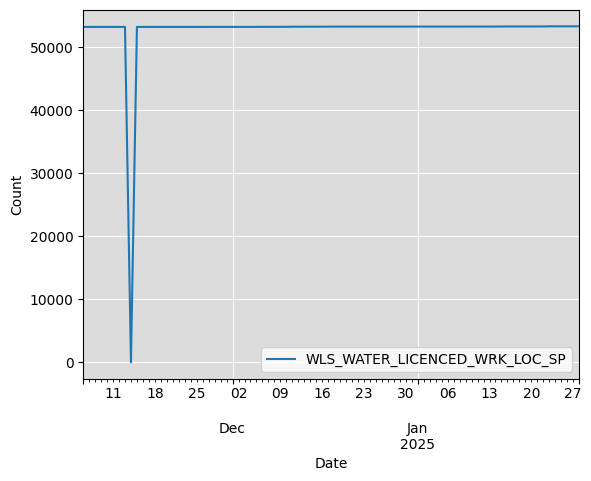 50000
40000
30000
20000
10000
0
Count
WLS_WATER_LICENCED_WRK_LOC_SP
11 18 25 02 09 16 23 30 06 13 20 27
Dec Jan
2025
Date